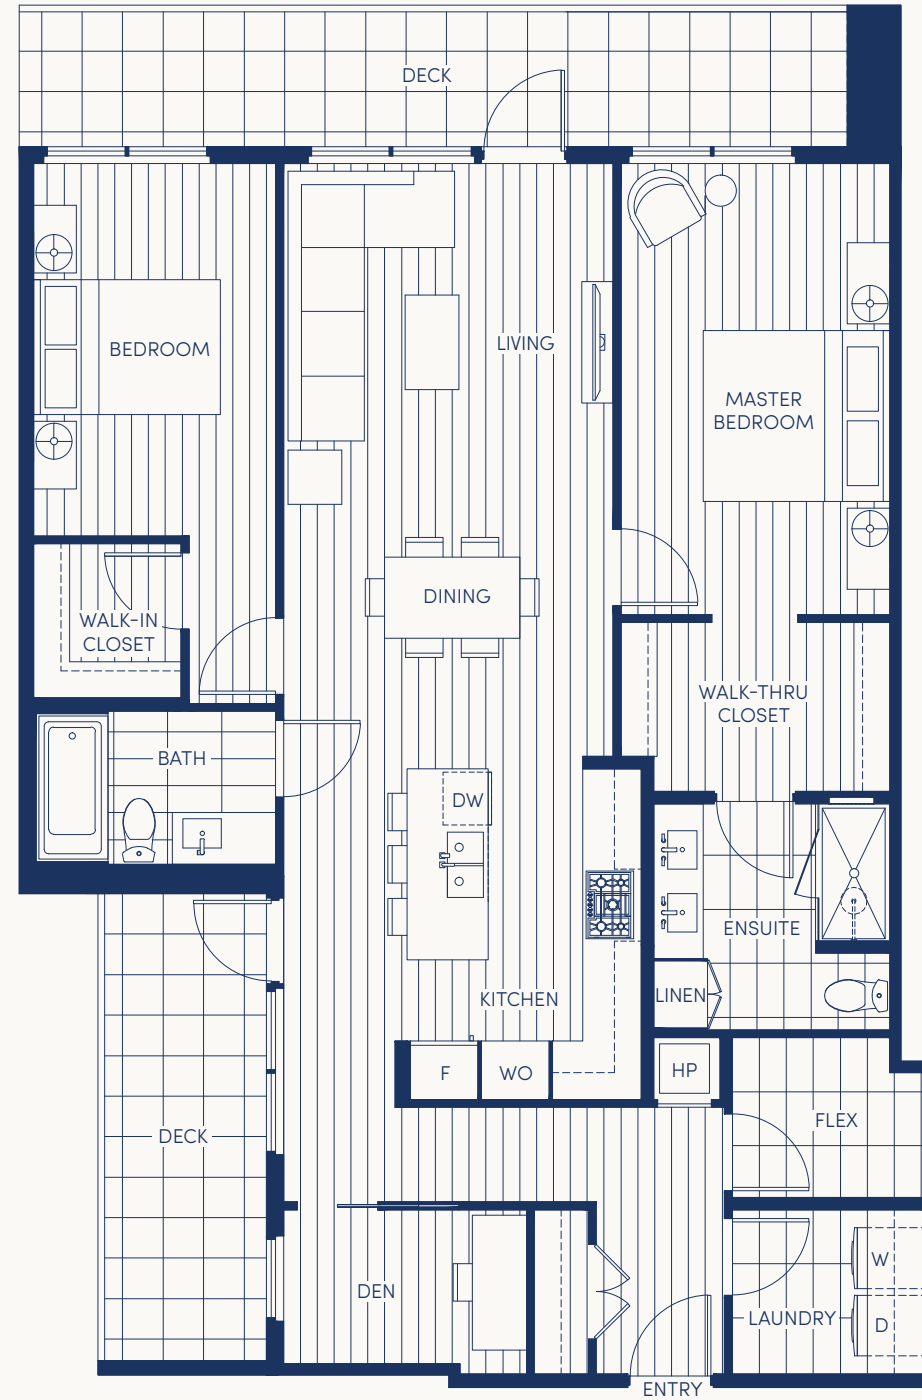 DECK
BEDROOM
LIVING
MASTER
BEDROOM
DINING
WALK-IN
CLOSET
WALK-THRU
CLOSET
BATH
DW
ENSUITE
KITCHEN
LINEN
F
WO
HP
DECK
FLEX
DEN
W
LAUNDRY
D
ENTRY